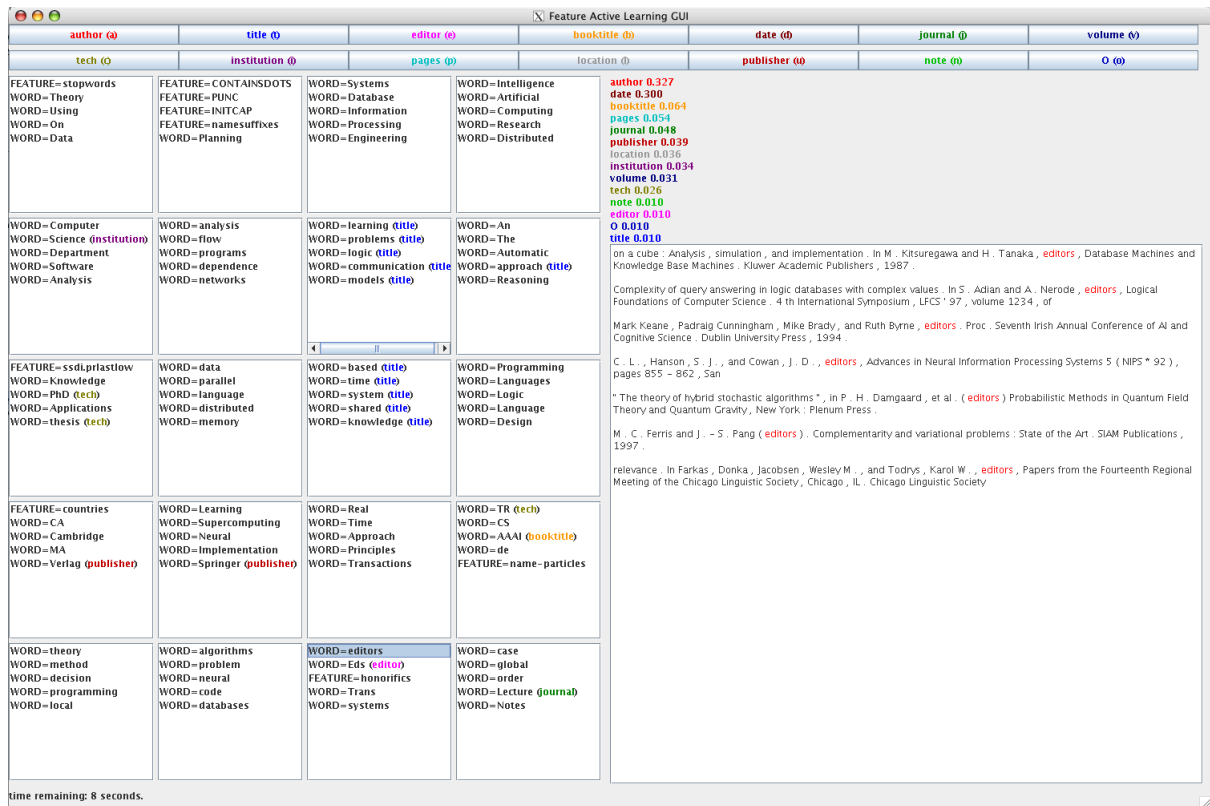 X Feature Active Learning GUI
author (a) title (t) editor (e) booktitle (b) date (d) journal (j) volume (v)
tech (c) institution (i) pages (p) location (l) publisher (u) note (n) O (o)
FEATURE=stopwords
WORD=Theory
WORD=Using
WORD=On
WORD=Data
FEATURE=CONTAINSDOTS
FEATURE=PUNC
FEATURE=INITCAP
FEATURE=namesuffixes
WORD=Planning
WORD=Systems
WORD=Database
WORD=Information
WORD=Processing
WORD=Engineering
WORD=Intelligence
WORD=Artificial
WORD=Computing
WORD=Research
WORD=Distributed
WORD=Computer
WORD=Science (institution)
WORD=Department
WORD=Software
WORD=Analysis
WORD=analysis
WORD=flow
WORD=programs
WORD=dependence
WORD=networks
WORD=learning (title)
WORD=problems (title)
WORD=logic (title)
WORD=communication (title
WORD=models (title)
WORD=An
WORD=The
WORD=Automatic
WORD=approach (title)
WORD=Reasoning
FEATURE=ssdi.prlastlow
WORD=Knowledge
WORD=PhD (tech)
WORD=Applications
WORD=thesis (tech)
WORD=data
WORD=parallel
WORD=language
WORD=distributed
WORD=memory
WORD=based (title)
WORD=time (title)
WORD=system (title)
WORD=shared (title)
WORD=knowledge (title)
WORD=Programming
WORD=Languages
WORD=Logic
WORD=Language
WORD=Design
FEATURE=countries
WORD=CA
WORD=Cambridge
WORD=MA
WORD=Verlag (publisher)
WORD=Learning
WORD=Supercomputing
WORD=Neural
WORD=Implementation
WORD=Springer (publisher)
WORD=Real
WORD=Time
WORD=Approach
WORD=Principles
WORD=Transactions
WORD=TR (tech)
WORD=CS
WORD=AAAI (booktitle)
WORD=de
FEATURE=name-particles
WORD=theory
WORD=method
WORD=decision
WORD=programming
WORD=local
WORD=algorithms
WORD=problem
WORD=neural
WORD=code
WORD=databases
WORD=editors
WORD=Eds (editor)
FEATURE=honorifics
WORD=Trans
WORD=systems
WORD=case
WORD=global
WORD=order
WORD=Lecture (journal)
WORD=Notes
author 0.327
date 0.300
booktitle 0.064
pages 0.054
journal 0.048
publisher 0.039
location 0.036
institution 0.034
volume 0.031
tech 0.026
note 0.010
editor 0.010
O 0.010
title 0.010
on a cube : Analysis , simulation , and implementation . In M . Kitsuregawa and H . Tanaka , editors , Database Machines and
Knowledge Base Machines . Kluwer Academic Publishers , 1987 .
Complexity of query answering in logic databases with complex values . In S . Adian and A . Nerode , editors , Logical
Foundations of Computer Science . 4 th International Symposium , LFCS ' 97 , volume 1234 , of
Mark Keane , Padraig Cunningham , Mike Brady , and Ruth Byrne , editors . Proc . Seventh Irish Annual Conference of AI and
Cognitive Science . Dublin University Press , 1994 .
C . L . , Hanson , S . J . , and Cowan , J . D . , editors , Advances in Neural Information Processing Systems 5 ( NIPS * 92 ) ,
pages 855 - 862 , San
" The theory of hybrid stochastic algorithms " , in P . H . Damgaard , et al . ( editors ) Probabilistic Methods in Quantum Field
Theory and Quantum Gravity , New York : Plenum Press .
M . C . Ferris and J . - S . Pang ( editors ) . Complementarity and variational problems : State of the Art . SIAM Publications ,
1997 .
relevance . In Farkas , Donka , Jacobsen , Wesley M . , and Todrys , Karol W . , editors , Papers from the Fourteenth Regional
Meeting of the Chicago Linguistic Society , Chicago , IL . Chicago Linguistic Society
time remaining: 8 seconds.